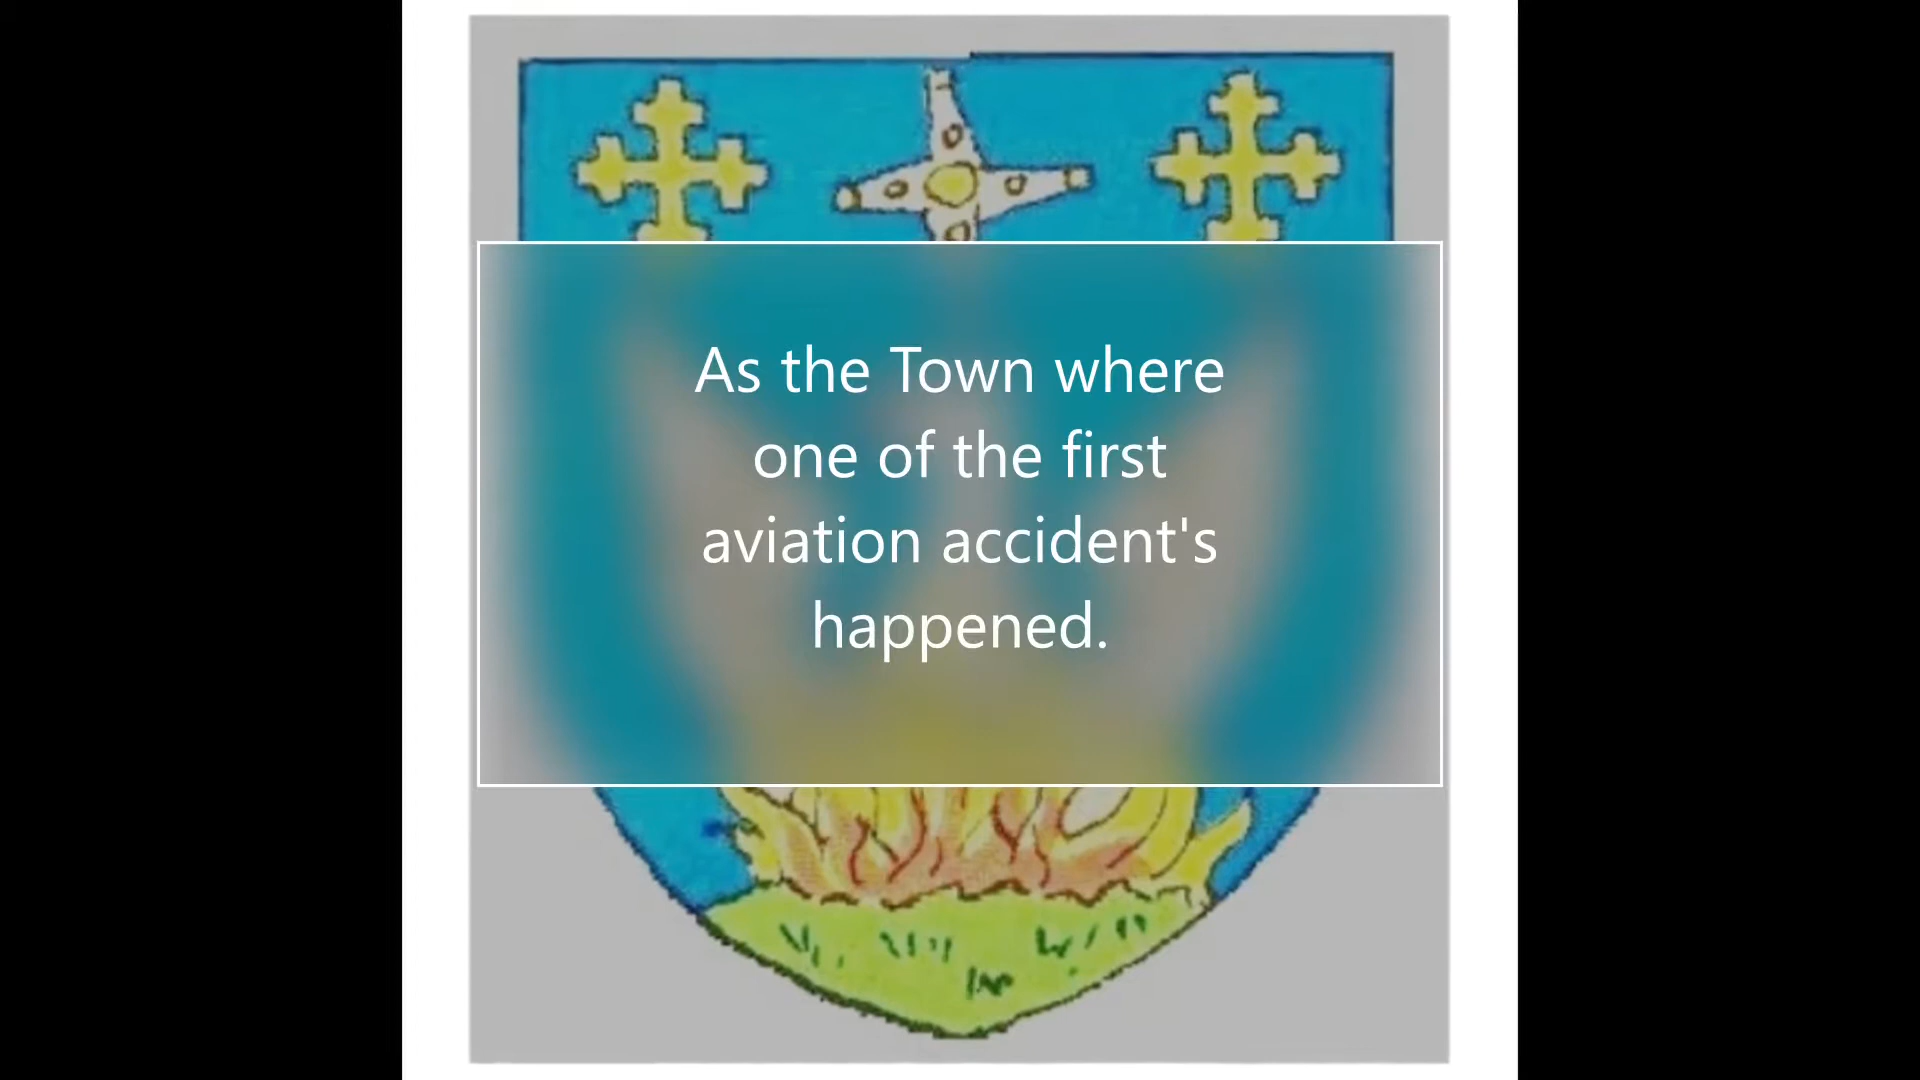 As the Town where
one of the first
aviation accident's
happened.